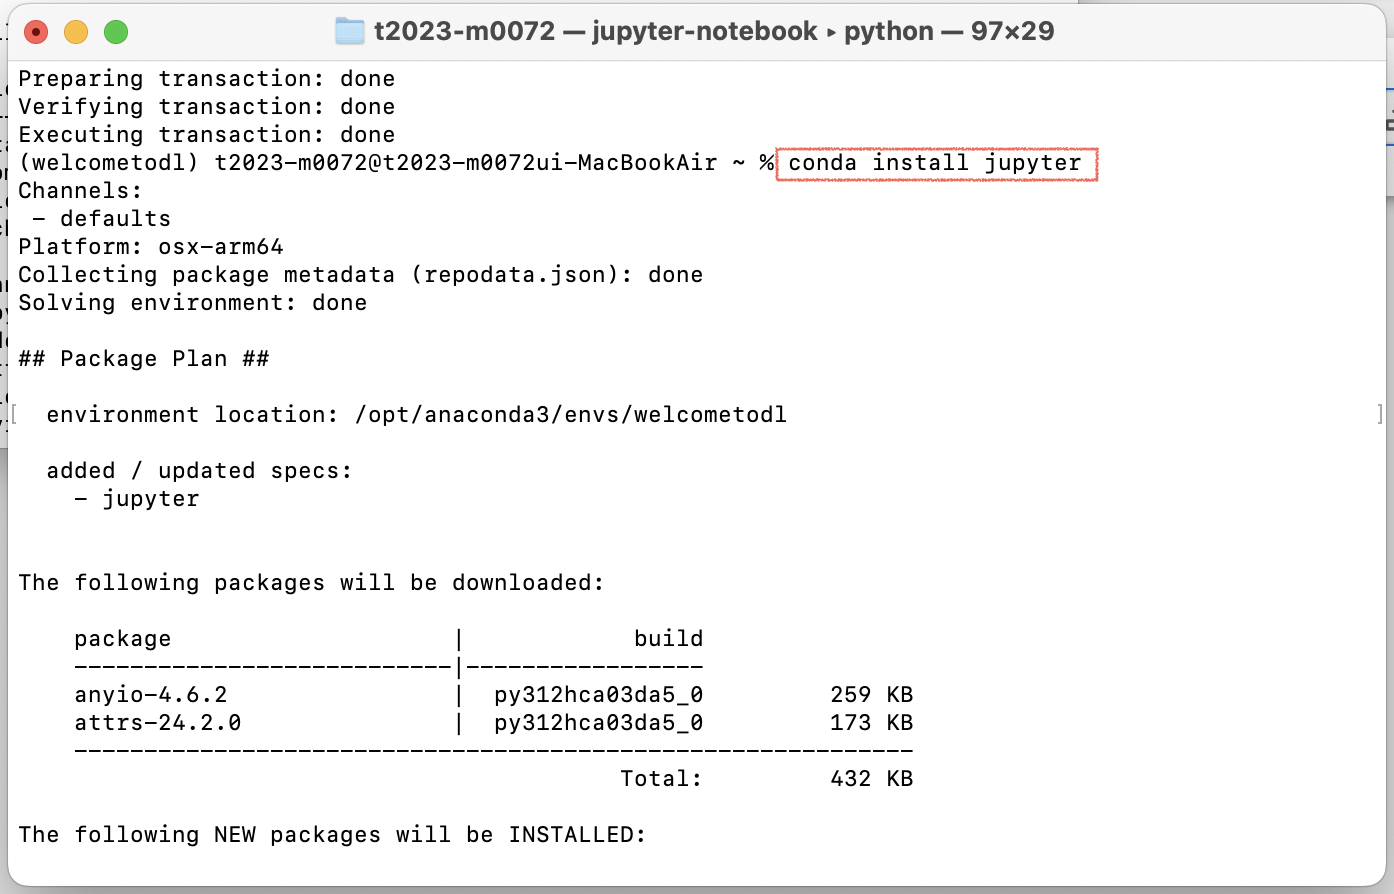 t2023-m0072 — jupyter-notebook ▸ python — 97×29
Preparing transaction: done
Verifying transaction: done
Executing transaction: done
(welcometodl) t2023-m0072@t2023-m0072ui-MacBookAir ~ % conda install jupyter
Channels:
 - defaults
Platform: osx-arm64
Collecting package metadata (repodata.json): done
Solving environment: done
## Package Plan ##
  environment location: /opt/anaconda3/envs/welcometodl
  added / updated specs:
    - jupyter
The following packages will be downloaded:
    package                    |            build
    ---------------------------|-----------------
    anyio-4.6.2                |  py312hca03da5_0         259 KB
    attrs-24.2.0               |  py312hca03da5_0         173 KB
    ------------------------------------------------------------
                                           Total:         432 KB
The following NEW packages will be INSTALLED: